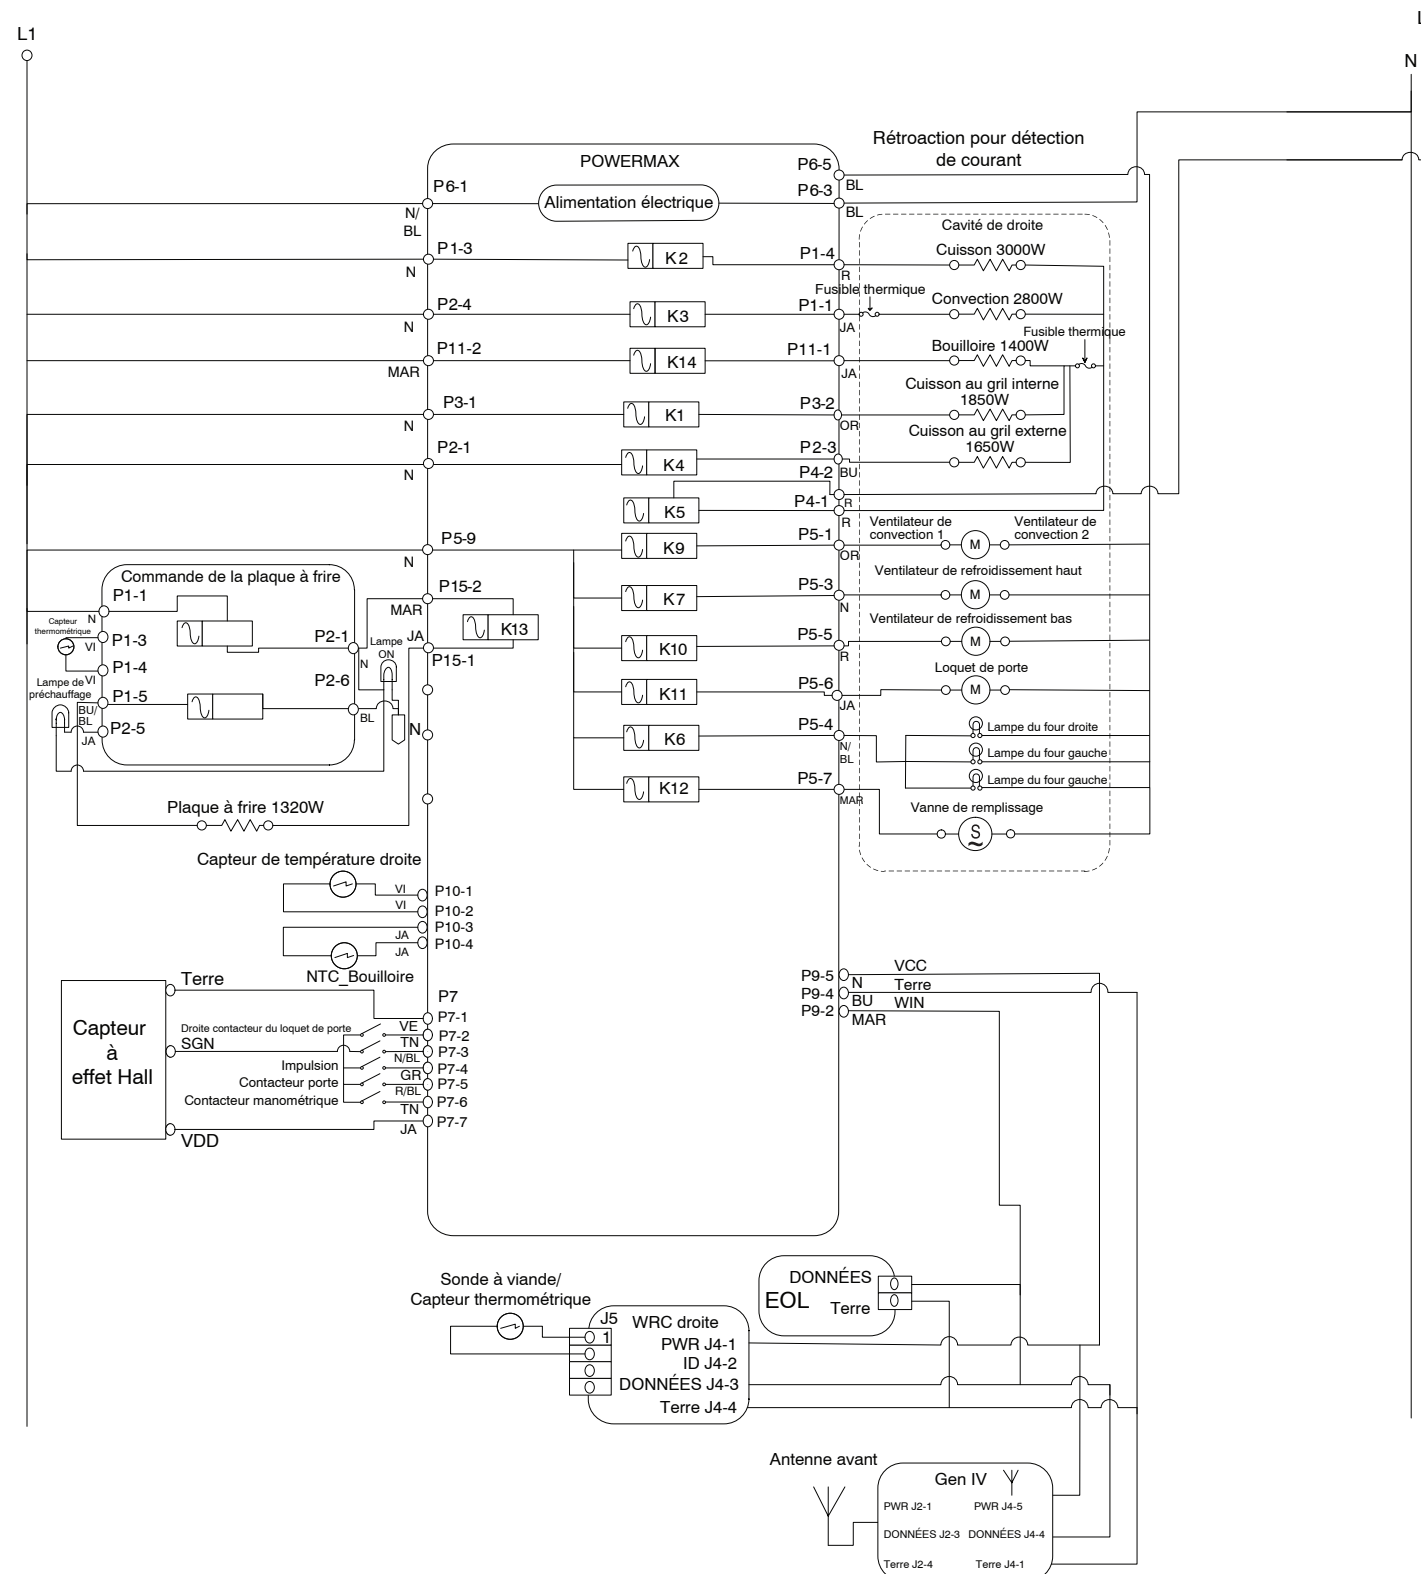 L1
N
Rétroaction pour détection
de courant
POWERMAX
P6-5
BL
P6-1
Alimentation électrique
P6-3
N/
BL
BL
Cavité de droite
P1-3
K2
P1-4
Cuisson 3000W
N
R
Fusible thermique
P2-4
K3
P1-1
Convection 2800W
N
JA
Fusible thermique
P11-2
K14
P11-1
Bouilloire 1400W
MAR
JA
P3-1
K1
P3-2
Cuisson au gril interne
1850W
N
OR
P2-1
K4
P2-3
Cuisson au gril externe
1650W
N
BU
P4-2
R
K5
P4-1
R
P5-9
K9
P5-1
Ventilateur de
convection 1
M
Ventilateur de
convection 2
N
OR
Commande de la plaque à frire
P1-1
N
Capteur
thermométrique
VI
P1-3
P1-4
VI
Lampe de
préchauffage
P1-5
BU/
BL
P2-5
JA
P2-1
N
P2-6
BL
Lampe
ON
N
P15-2
MAR
K13
JA
P15-1
Plaque à frire 1320W
K7
P5-3
N
Ventilateur de refroidissement haut
M
K10
P5-5
R
Ventilateur de refroidissement bas
M
K11
P5-6
JA
Loquet de porte
M
K6
P5-4
N/
BL
Lampe du four droite
Lampe du four gauche
Lampe du four gauche
K12
P5-7
MAR
Vanne de remplissage
S
Capteur de température droite
VI
P10-1
VI
P10-2
P10-3
JA
P10-4
JA
NTC_Bouilloire
Capteur
à
effet Hall
Terre
SGN
VDD
P7
P7-1
Droite contacteur du loquet de porte
VE
P7-2
TN
P7-3
Impulsion
N/BL
P7-4
Contacteur porte
GR
P7-5
Contacteur manométrique
R/BL
P7-6
TN
P7-7
JA
P9-5
VCC
N
P9-4
Terre
BU
P9-2
WIN
MAR
Sonde à viande/
Capteur thermométrique
J5
1
WRC droite
PWR J4-1
ID J4-2
DONNÉES J4-3
Terre J4-4
DONNÉES
EOL
Terre
Antenne avant
Gen IV
PWR J2-1
PWR J4-5
DONNÉES J2-3
DONNÉES J4-4
Terre J2-4
Terre J4-1